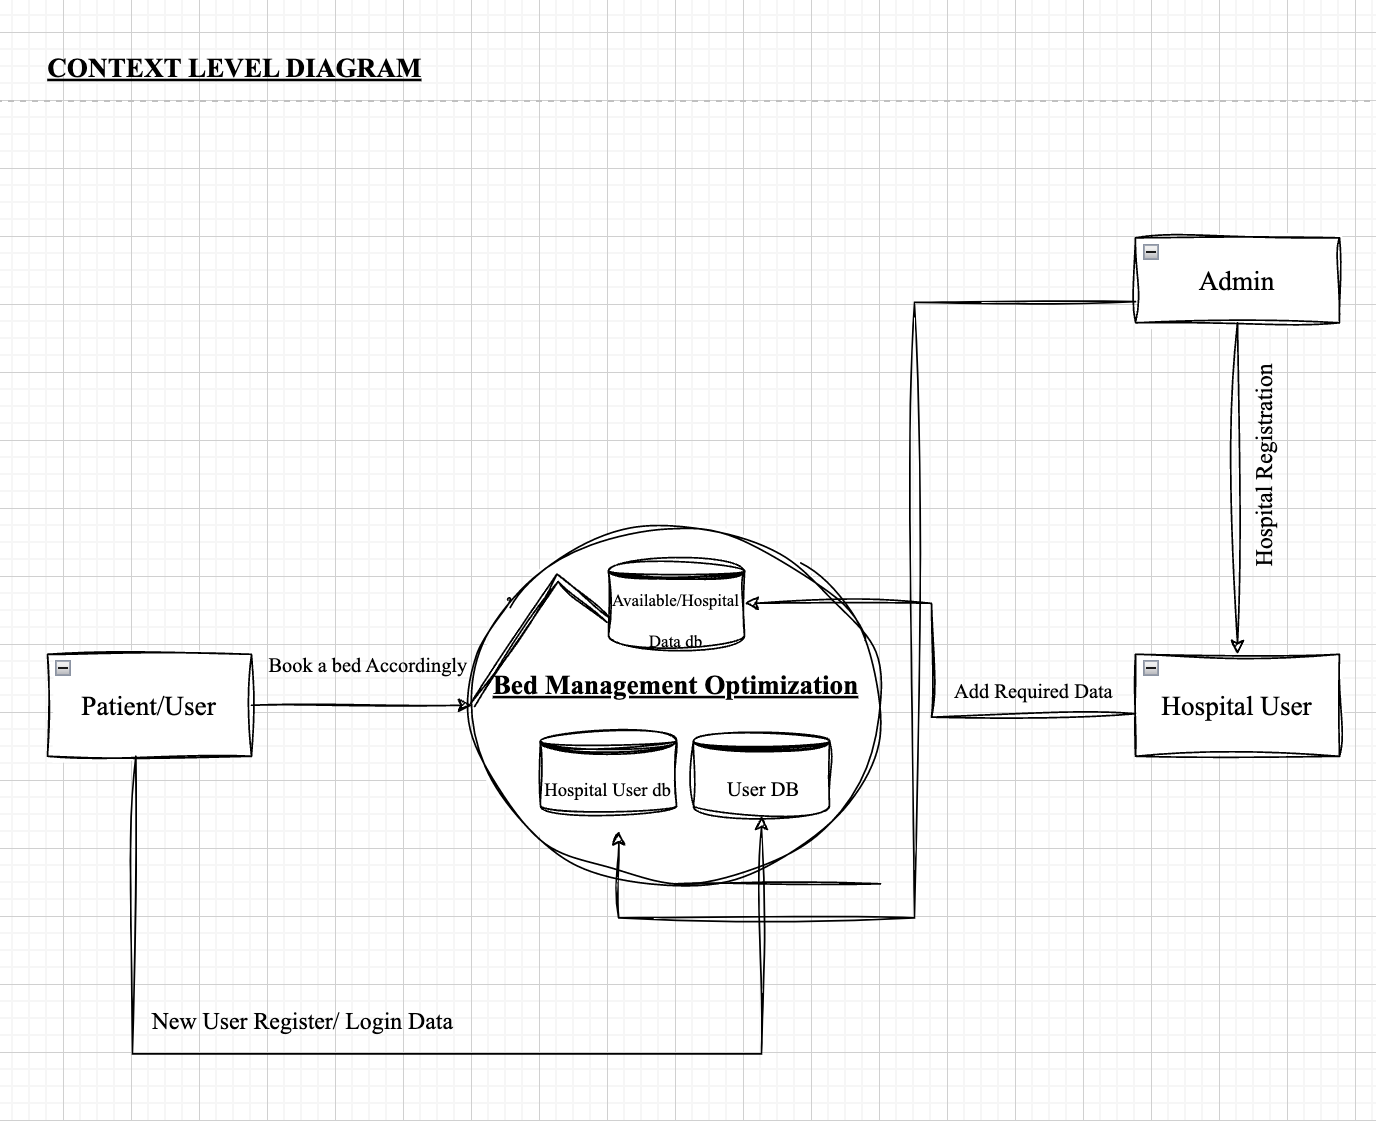 CONTEXT LEVEL DIAGRAM
Admin
Hospital Registration
Available/Hospital
Data db
Book a bed Accordingly
Bed Management Optimization
Add Required Data
Patient/User
Hospital User
Hospital User db
User DB
New User Register/ Login Data